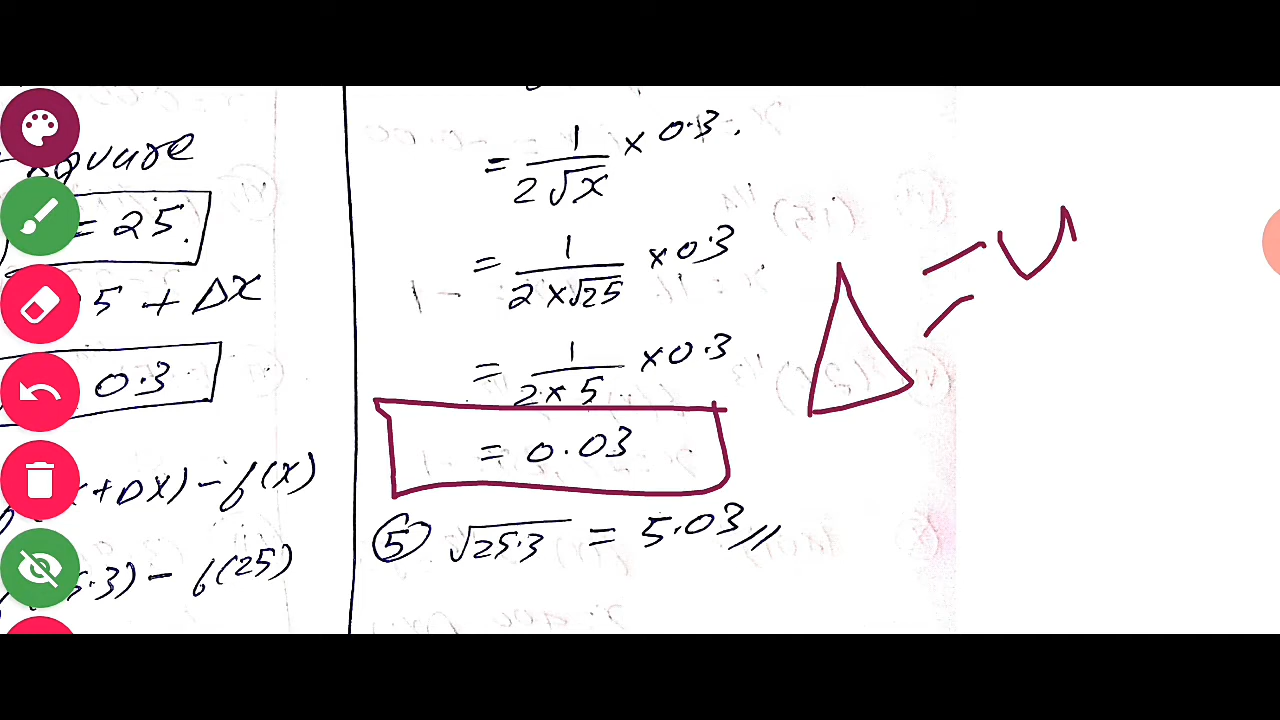 Square
= 25.
5 + Δx
0.3
+Δx) - f(x)
.3) - f(25)
= 1/(2√x) × 0.3.
= 1/(2×√25) × 0.3
= 1/(2×5) × 0.3
= 0.03
⑤ √25.3 = 5.03//
Δ = u